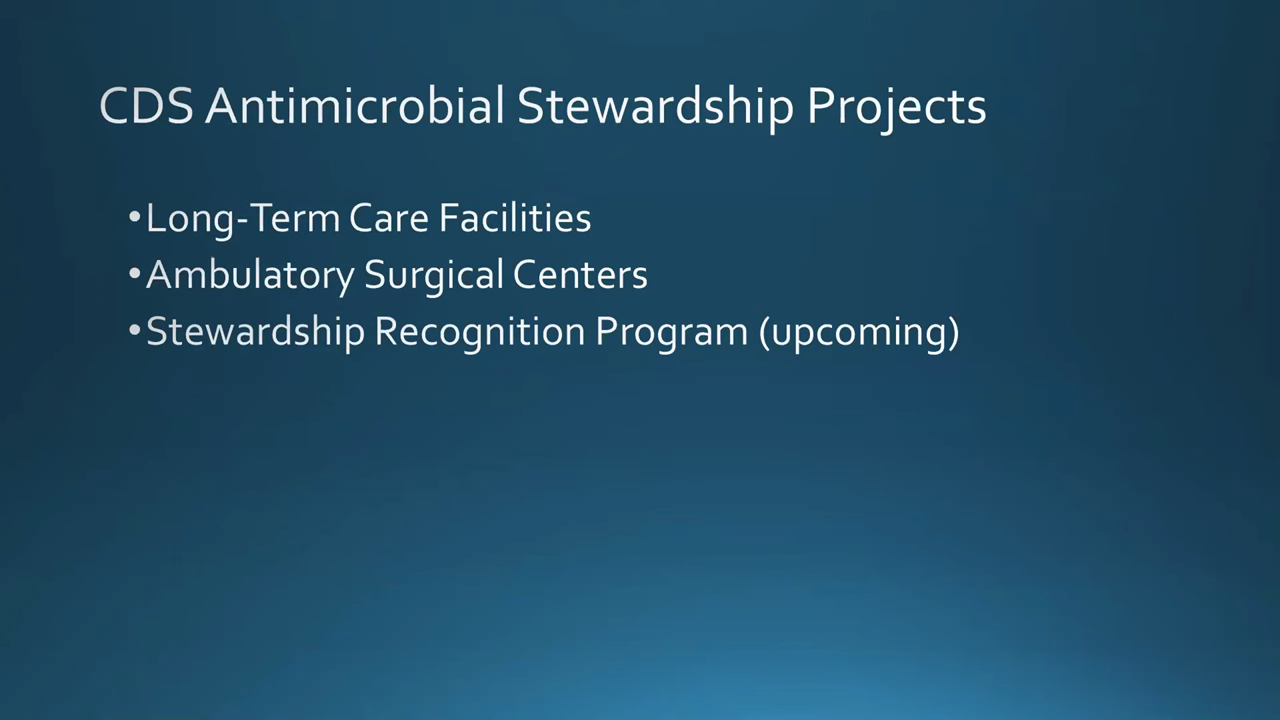 CDS Antimicrobial Stewardship Projects
•Long-Term Care Facilities
•Ambulatory Surgical Centers
•Stewardship Recognition Program (upcoming)